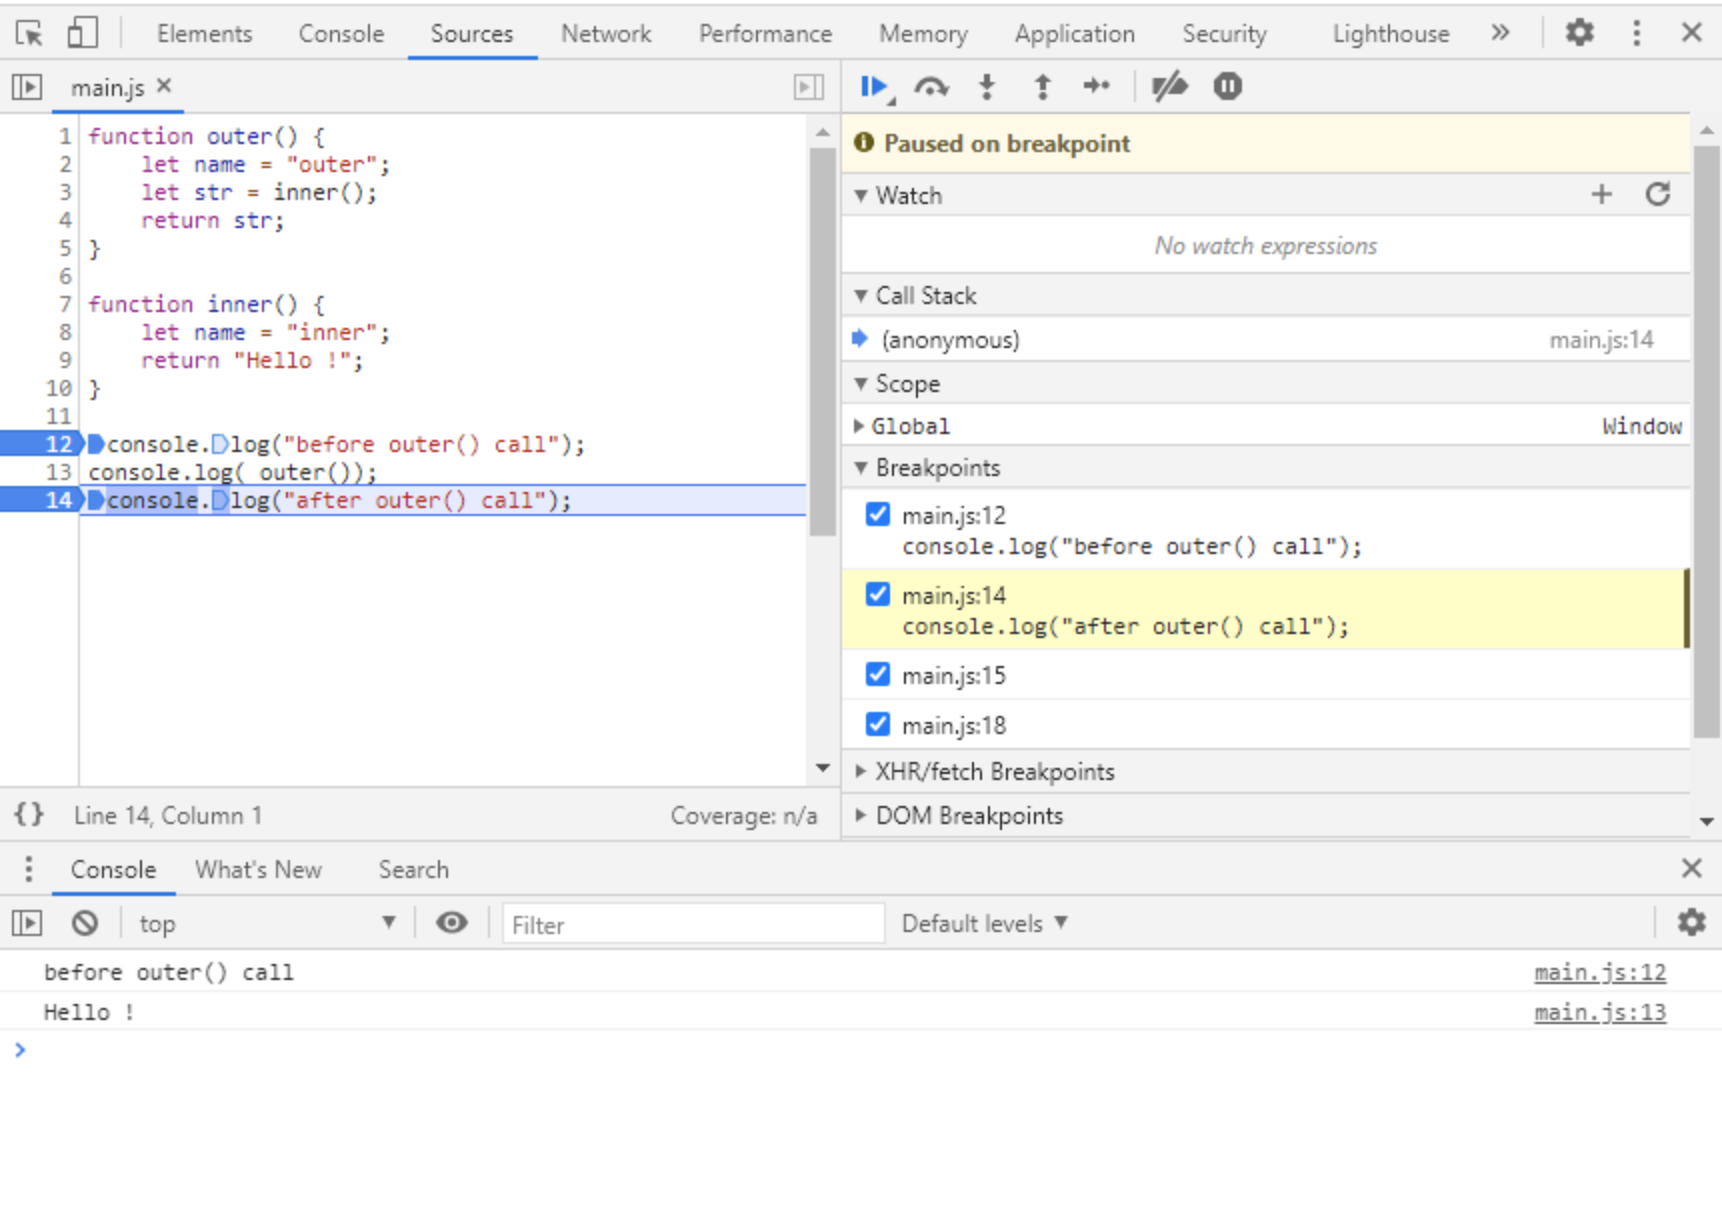 Elements Console Sources Network Performance Memory Application Security Lighthouse »
main.js ×
1 function outer() {
2     let name = "outer";
3     let str = inner();
4     return str;
5 }
6
7 function inner() {
8     let name = "inner";
9     return "Hello !";
10 }
11
12 console.log("before outer() call");
13 console.log( outer());
14 console.log("after outer() call");
{} Line 14, Column 1 Coverage: n/a
Paused on breakpoint
Watch
No watch expressions
Call Stack
(anonymous) main.js:14
Scope
Global Window
Breakpoints
main.js:12
console.log("before outer() call");
main.js:14
console.log("after outer() call");
main.js:15
main.js:18
XHR/fetch Breakpoints
DOM Breakpoints
Console What's New Search
top Filter Default levels
before outer() call main.js:12
Hello ! main.js:13
>